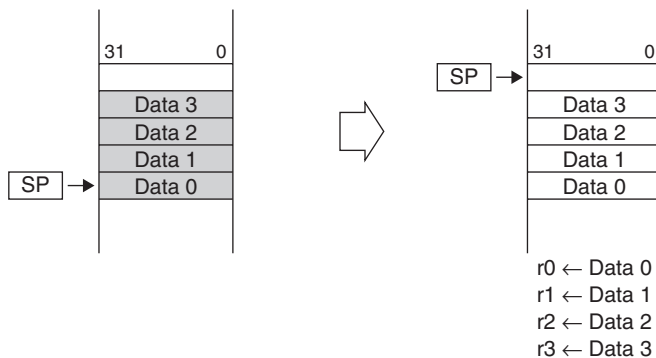 31 0
Data 3
Data 2
Data 1
Data 0
SP
31 0
SP
Data 3
Data 2
Data 1
Data 0
r0 ← Data 0
r1 ← Data 1
r2 ← Data 2
r3 ← Data 3